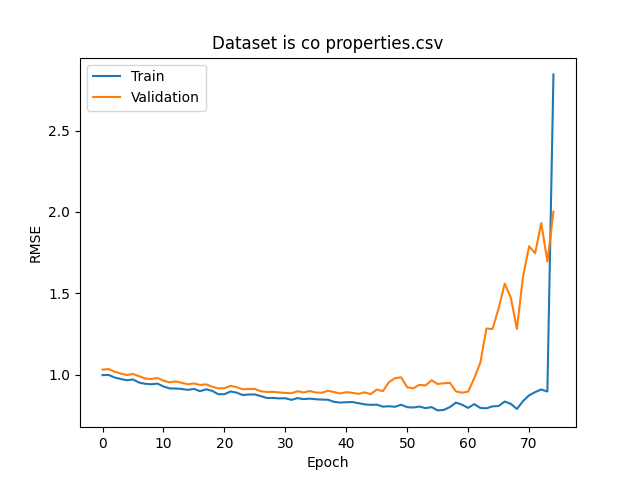 Dataset is co properties.csv
Train
Validation
RMSE
2.5
2.0
1.5
1.0
0 10 20 30 40 50 60 70
Epoch